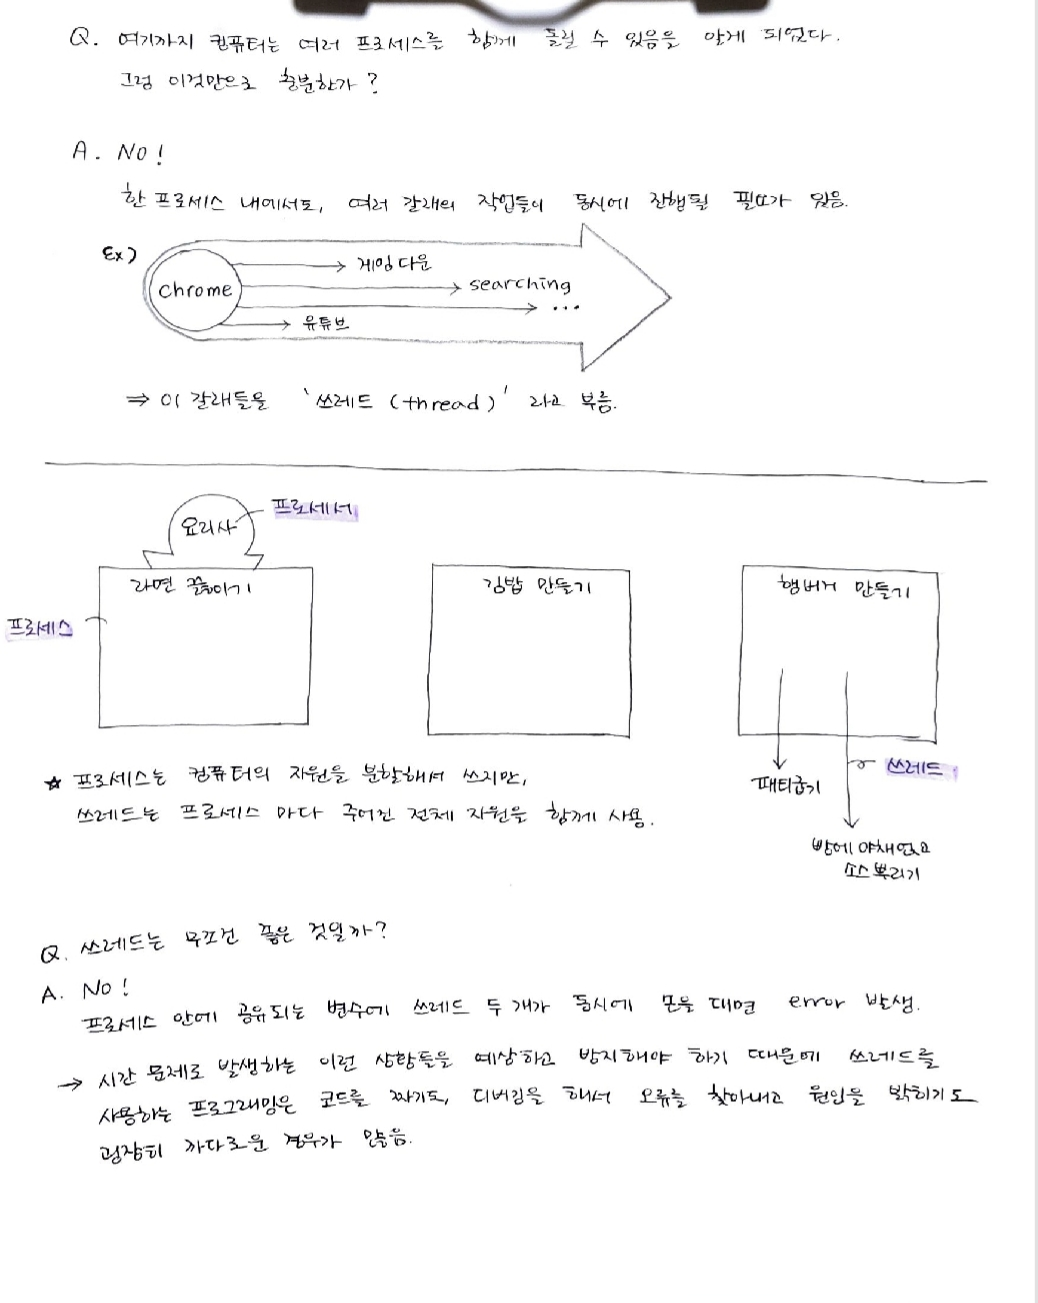 Q. 여기까지 컴퓨터는 여러 프로세스를 함께 돌릴 수 있음을 알게 되었다.
그럼 이것만으로 충분한가?
A. No!
한 프로세스 내에서도, 여러 갈래의 작업들이 동시에 진행될 필요가 있음.
Ex)
chrome
게임다운
searching
...
유튜브
⇒ 이 갈래들을 '쓰레드 (thread)' 라고 부름.
요리사
프로세서
라면 끓이기
프로세스
김밥 만들기
햄버거 만들기
패티굽기
쓰레드
빵에 야채얹고
소스 뿌리기
☆ 프로세스는 컴퓨터의 자원을 분할해서 쓰지만,
쓰레드는 프로세스 마다 주어진 전체 자원을 함께 사용.
Q. 쓰레드는 무조건 좋은 것일까?
A. No!
프로세스 안에 공유되는 변수에 쓰레드 두 개가 동시에 손을 대면 error 발생.
→ 시간 문제로 발생하는 이런 상황들을 예상하고 방지해야 하기 때문에 쓰레드를
사용하는 프로그래밍은 코드를 짜기도, 디버깅을 해서 오류를 찾아내고 원인을 밝히기도
굉장히 까다로운 경우가 많음.